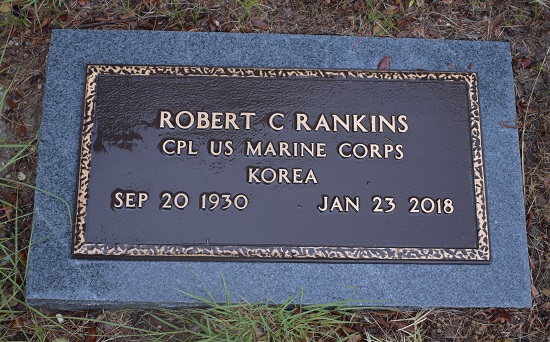 ROBERT C RANKINS
CPL US MARINE CORPS
KOREA
SEP 20 1930 JAN 23 2018